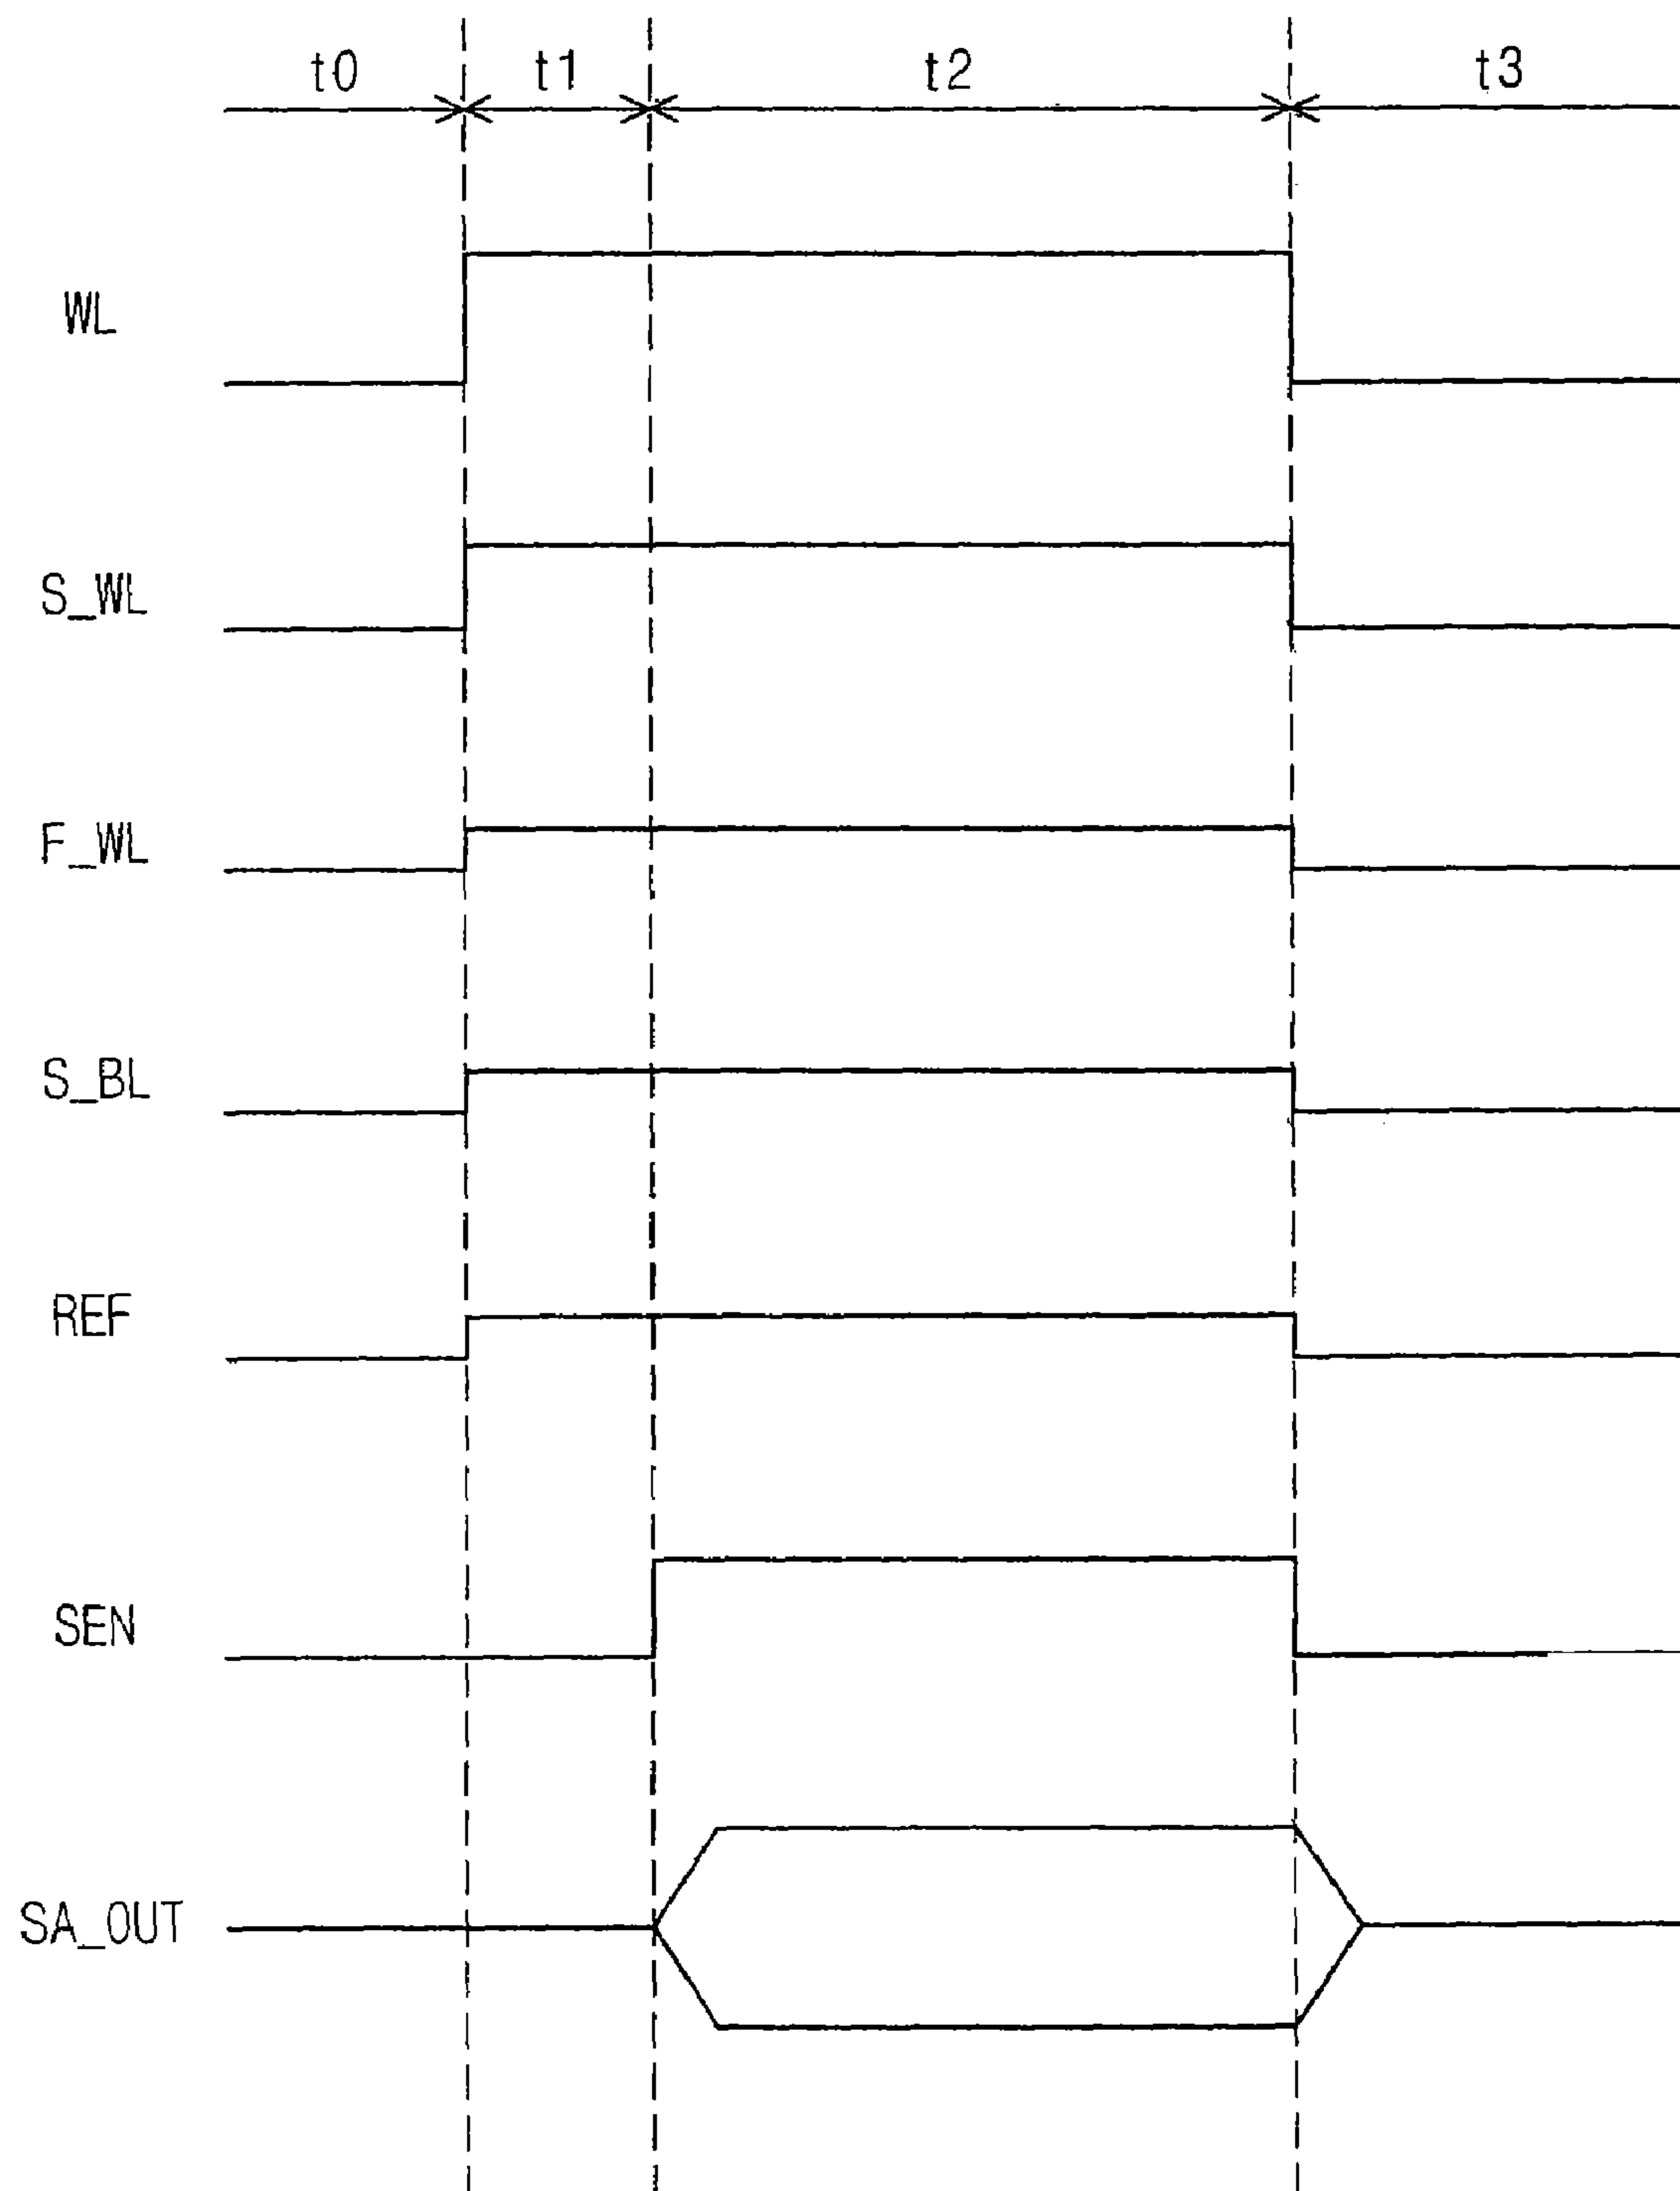 t0 t1 t2 t3
WL
S_WL
F_WL
S_BL
REF
SEN
SA_OUT